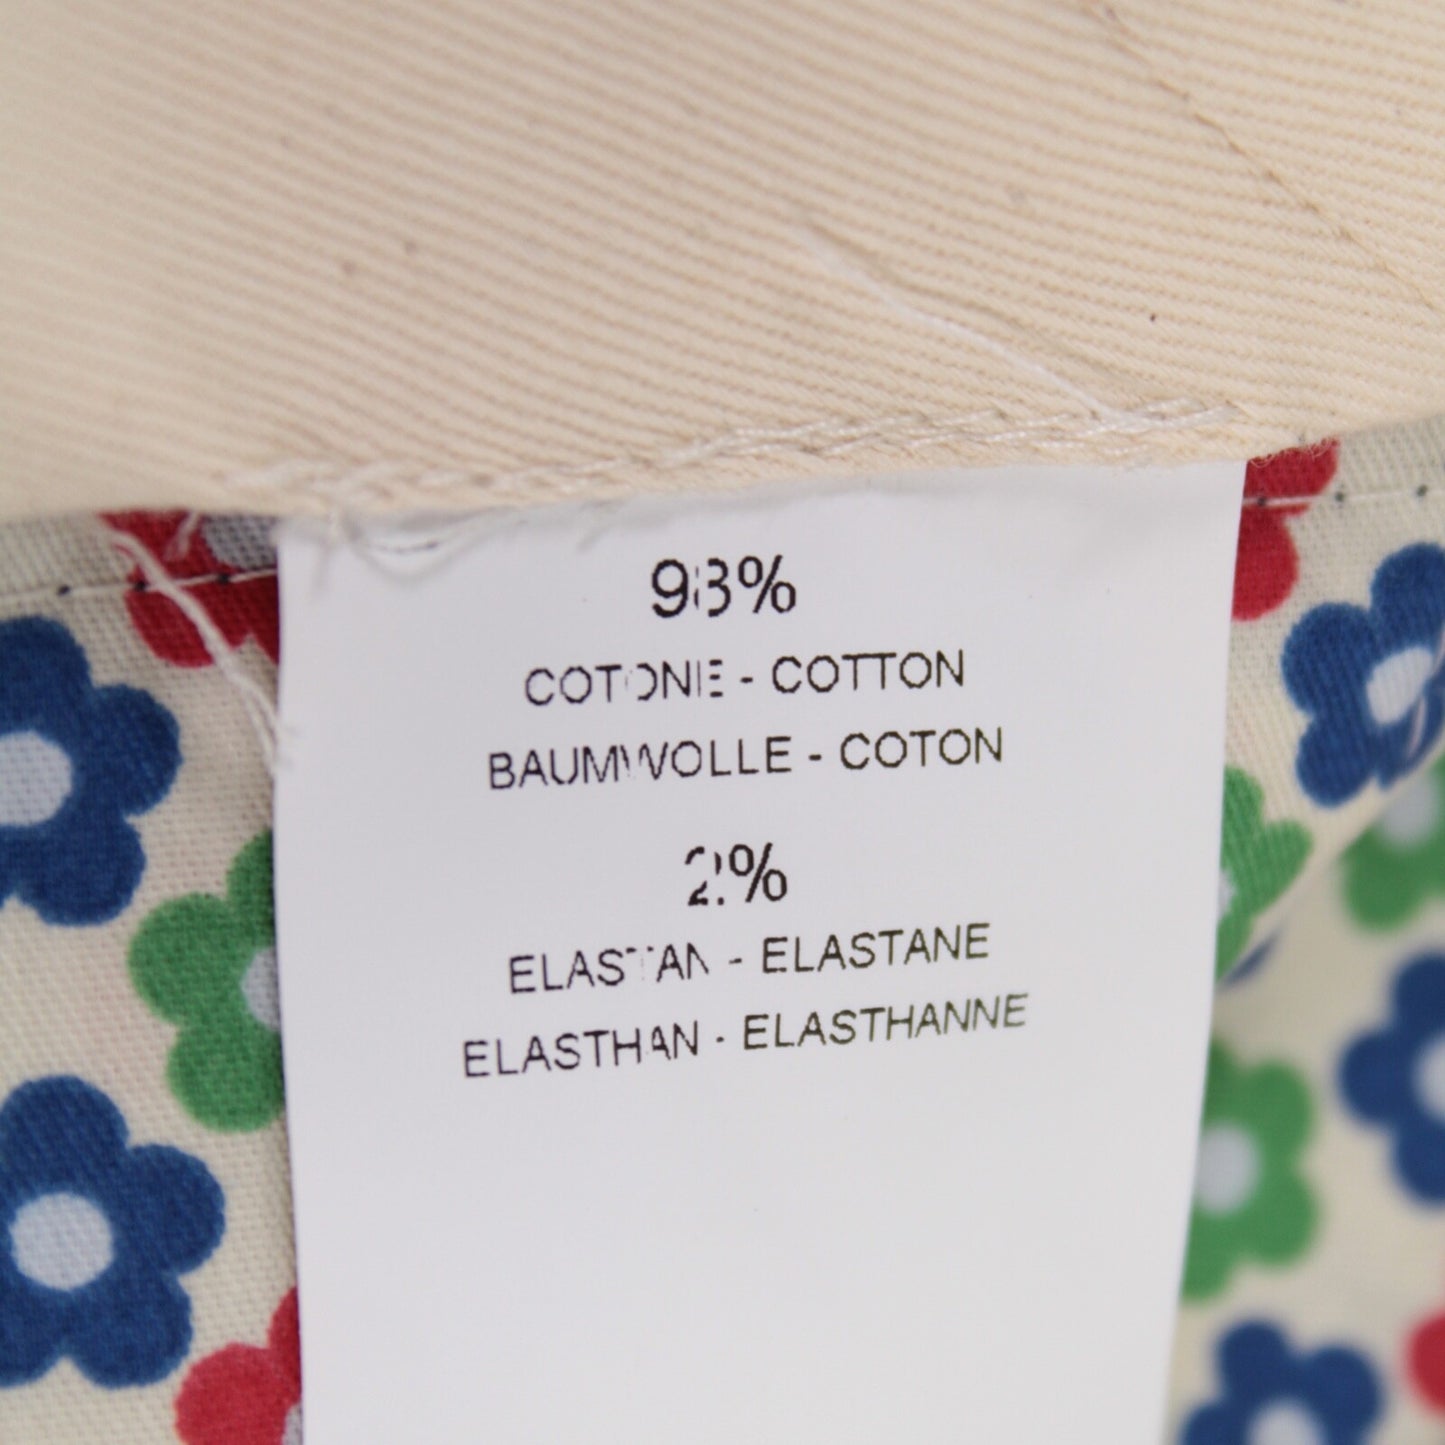 98%
COTONE - COTTON
BAUMWOLLE - COTON
2%
ELASTAN - ELASTANE
ELASTHAN - ELASTHANNE